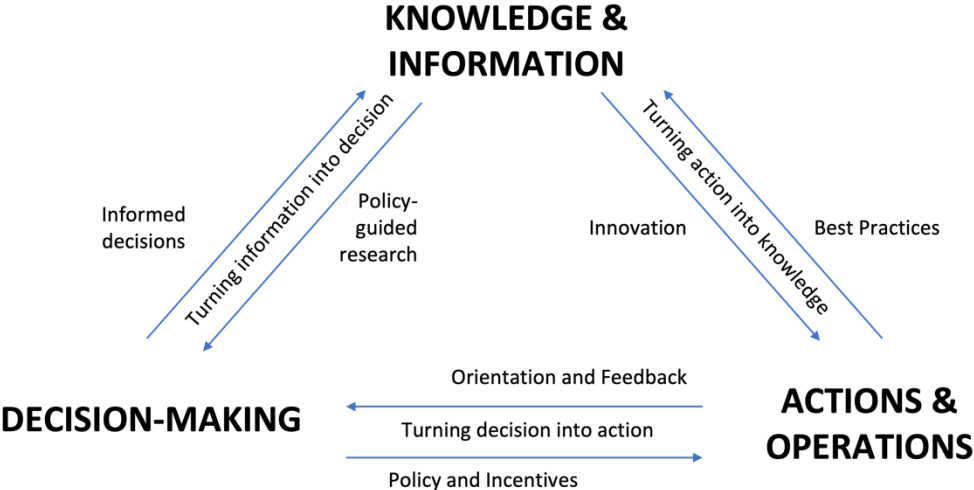 KNOWLEDGE &
INFORMATION
Turning information into decision
Turning action into knowledge
Informed
decisions
Policy-
guided
research
Innovation
Best Practices
Orientation and Feedback
DECISION-MAKING
Turning decision into action
ACTIONS &
OPERATIONS
Policy and Incentives